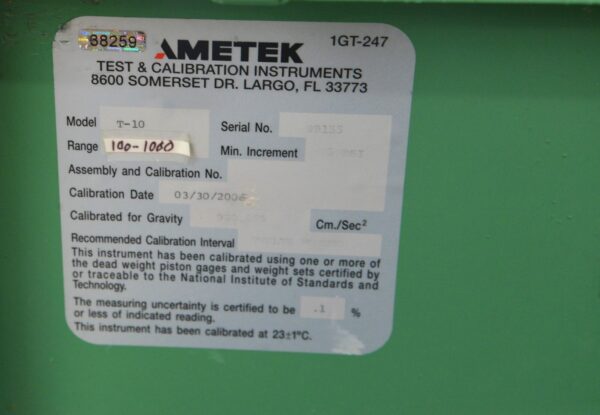 88259
AMETEK
1GT-247
TEST & CALIBRATION INSTRUMENTS
8600 SOMERSET DR. LARGO, FL 33773
Model T-10 Serial No.
Range 100-1000 Min. Increment
Assembly and Calibration No.
Calibration Date 03/30/2006
Calibrated for Gravity Cm./Sec²
Recommended Calibration Interval
This instrument has been calibrated using one or more of
the dead weight piston gages and weight sets certified by
or traceable to the National Institute of Standards and
Technology.
The measuring uncertainty is certified to be .1 %
or less of indicated reading.
This instrument has been calibrated at 23±1°C.